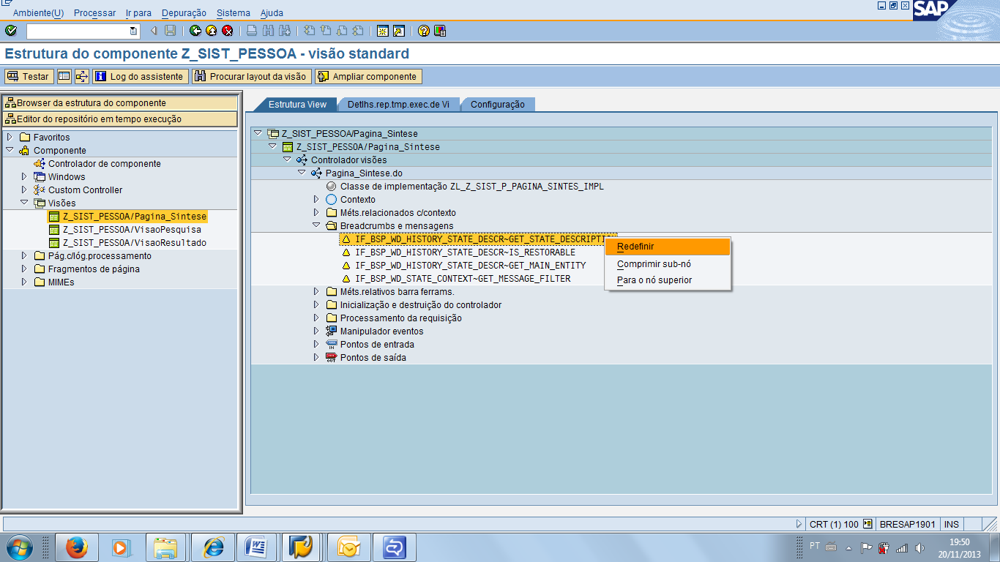 Ambiente(U) Processar Ir para Depuração Sistema Ajuda
SAP
Estrutura do componente Z_SIST_PESSOA - visão standard
Testar Log do assistente Procurar layout da visão Ampliar componente
Browser da estrutura do componente
Editor do repositório em tempo execução
Favoritos
Componente
Controlador de componente
Windows
Custom Controller
Visões
Z_SIST_PESSOA/Pagina_Sintese
Z_SIST_PESSOA/VisaoPesquisa
Z_SIST_PESSOA/VisaoResultado
Pág.c/lóg.processamento
Fragmentos de página
MIMEs
Estrutura View Detlhs.rep.tmp.exec.de Vi Configuração
Z_SIST_PESSOA/Pagina_Sintese
Z_SIST_PESSOA/Pagina_Sintese
Controlador visões
Pagina_Sintese.do
Classe de implementação ZL_Z_SIST_P_PAGINA_SINTES_IMPL
Contexto
Méts.relacionados c/contexto
Breadcrumbs e mensagens
IF_BSP_WD_HISTORY_STATE_DESCR~GET_STATE_DESCRIPTI
IF_BSP_WD_HISTORY_STATE_DESCR~IS_RESTORABLE
IF_BSP_WD_HISTORY_STATE_DESCR~GET_MAIN_ENTITY
IF_BSP_WD_STATE_CONTEXT~GET_MESSAGE_FILTER
Redefinir
Comprimir sub-nó
Para o nó superior
Méts.relativos barra ferrams.
Inicialização e destruição do controlador
Processamento da requisição
Manipulador eventos
IN Pontos de entrada
OUT Pontos de saída
CRT (1) 100 BRESAP1901 INS
PT 19:50
20/11/2013